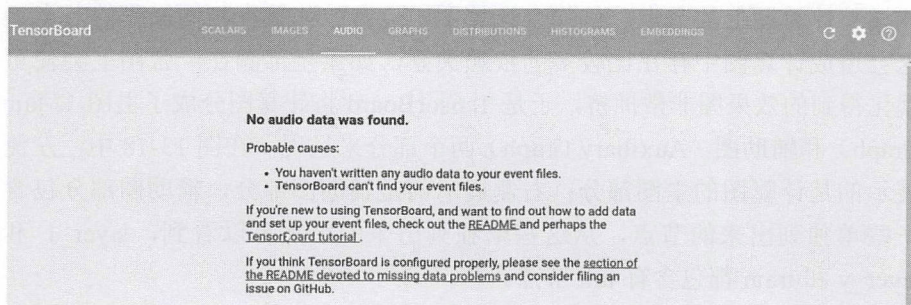 TensorBoard SCALARS IMAGES AUDIO GRAPHS DISTRIBUTIONS HISTOGRAMS EMBEDDINGS
No audio data was found.
Probable causes:
• You haven't written any audio data to your event files.
• TensorBoard can't find your event files.
If you're new to using TensorBoard, and want to find out how to add data
and set up your event files, check out the README and perhaps the
TensorBoard tutorial .
If you think TensorBoard is configured properly, please see the section of
the README devoted to missing data problems and consider filing an
issue on GitHub.